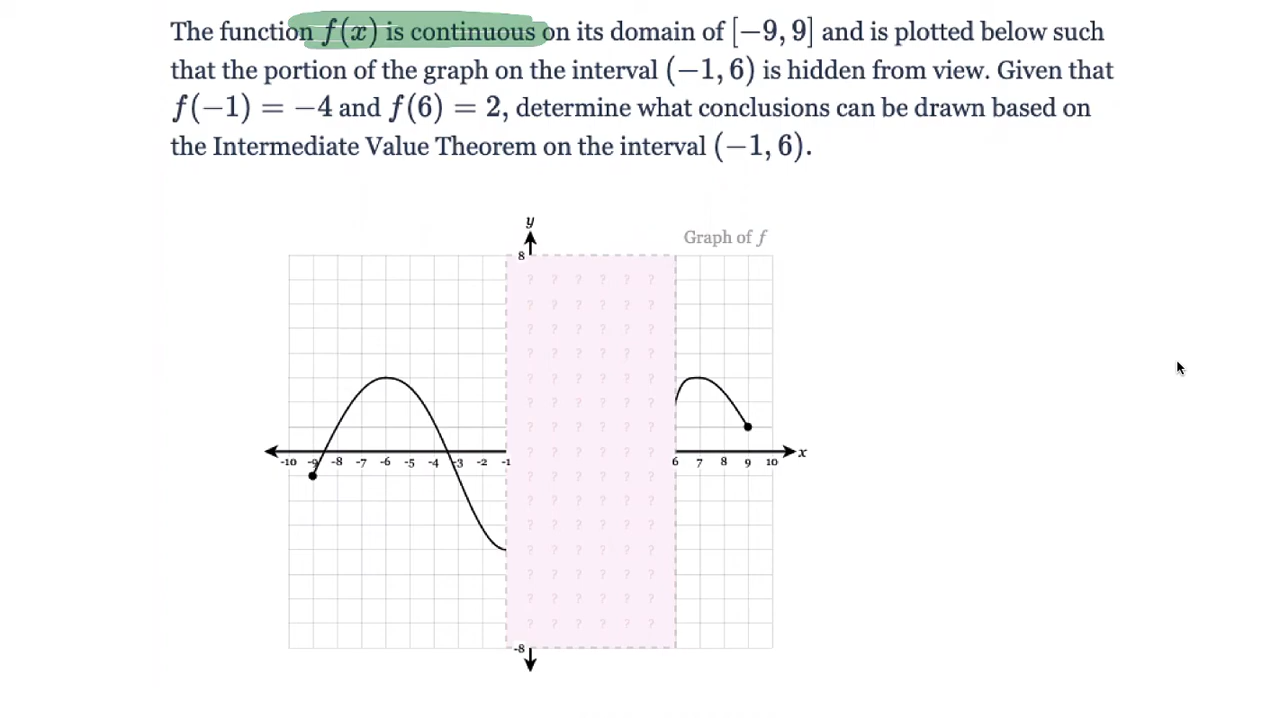 The function f(x) is continuous on its domain of [−9, 9] and is plotted below such
that the portion of the graph on the interval (−1, 6) is hidden from view. Given that
f(−1) = −4 and f(6) = 2, determine what conclusions can be drawn based on
the Intermediate Value Theorem on the interval (−1, 6).
y
Graph of f
8
? ? ? ? ? ?
? ? ? ? ? ?
? ? ? ? ? ?
? ? ? ? ? ?
? ? ? ? ? ?
? ? ? ? ? ?
? ? ? ? ? ?
? ? ? ? ? ?
x
-10 -9 -8 -7 -6 -5 -4 -3 -2 -1 6 7 8 9 10
? ? ? ? ? ?
? ? ? ? ? ?
? ? ? ? ? ?
? ? ? ? ? ?
? ? ? ? ? ?
? ? ? ? ? ?
? ? ? ? ? ?
-8